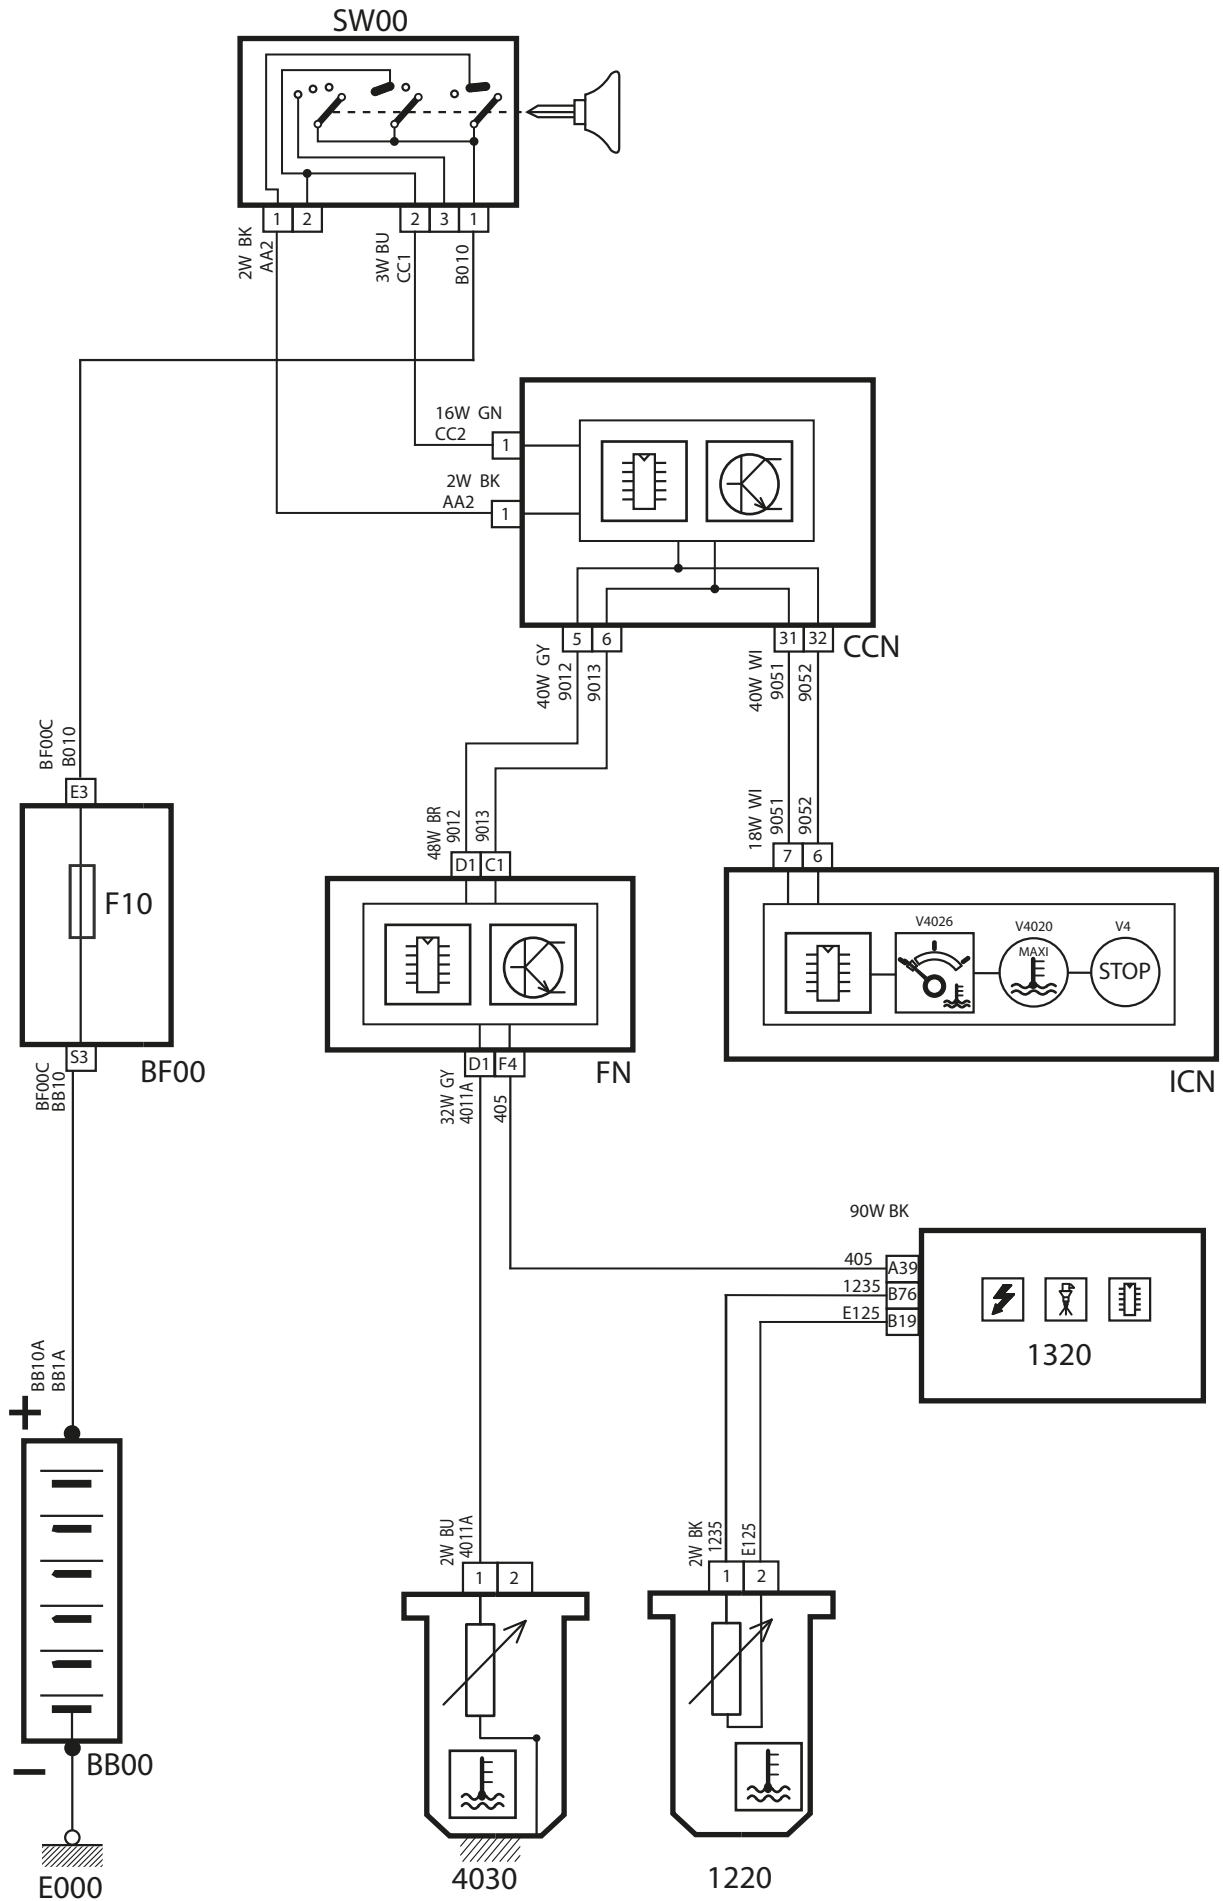 SW00
1 2 2 3 1
2W BK
AA2
3W BU
CC1
B010
16W GN
CC2
1
2W BK
AA2
1
5 6 31 32
CCN
40W GY
9012
9013
40W WI
9051
9052
BF00C
B010
E3
F10
S3
BF00
BF00C
BB10
48W BR
9012
9013
D1 C1
D1 F4
FN
32W GY
4011A
405
18W WI
9051
9052
7 6
V4026
V4020
V4
MAXI
STOP
ICN
90W BK
405
A39
1235
B76
E125
B19
1320
BB10A
BB1A
+
−
BB00
E000
2W BU
4011A
1 2
4030
2W BK
1235
E125
1 2
1220